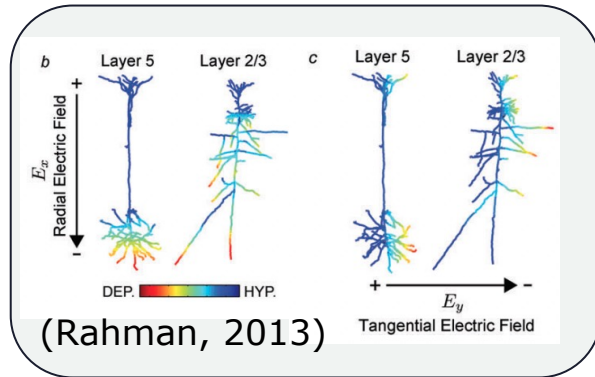 b
Layer 5
Layer 2/3
+
Ex
Radial Electric Field
-
DEP.
HYP.
c
Layer 5
Layer 2/3
+
-
Ey
Tangential Electric Field
(Rahman, 2013)